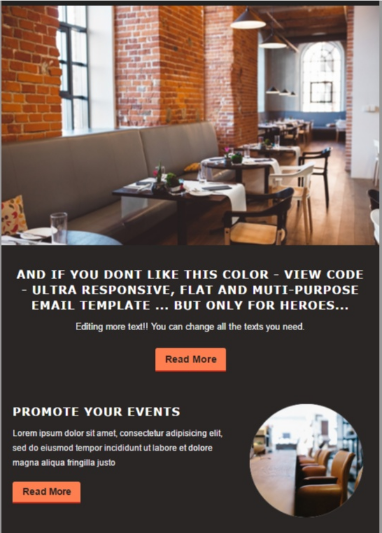 AND IF YOU DONT LIKE THIS COLOR - VIEW CODE
- ULTRA RESPONSIVE, FLAT AND MUTI-PURPOSE
EMAIL TEMPLATE ... BUT ONLY FOR HEROES...
Editing more text!! You can change all the texts you need.
Read More
PROMOTE YOUR EVENTS
Lorem ipsum dolor sit amet, consectetur adipisicing elit,
sed do eiusmod tempor incididunt ut labore et dolore
magna aliqua fringilla justo
Read More